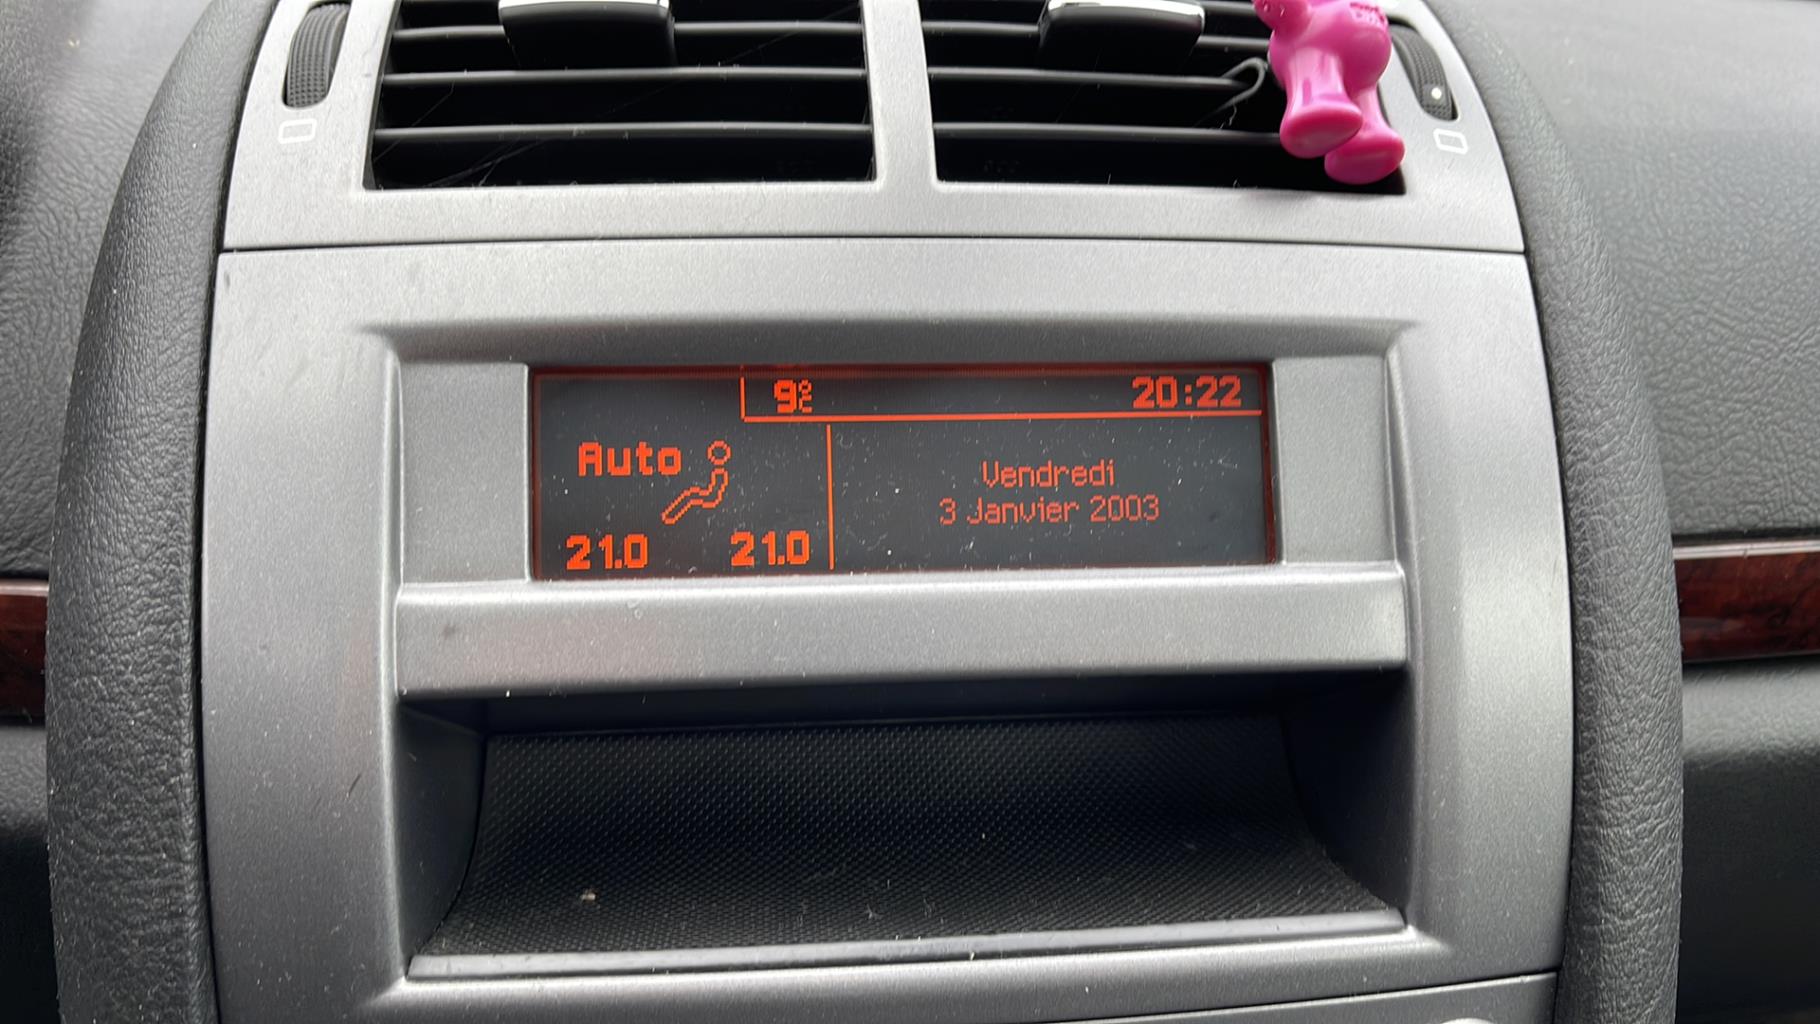 9°C 20:22
Auto
Vendredi
3 Janvier 2003
21.0 21.0